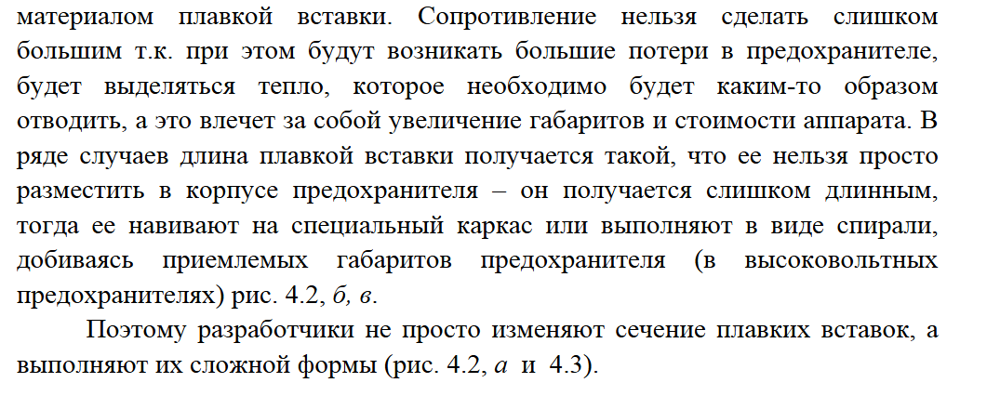 материалом плавкой вставки. Сопротивление нельзя сделать слишком
большим т.к. при этом будут возникать большие потери в предохранителе,
будет выделяться тепло, которое необходимо будет каким-то образом
отводить, а это влечет за собой увеличение габаритов и стоимости аппарата. В
ряде случаев длина плавкой вставки получается такой, что ее нельзя просто
разместить в корпусе предохранителя – он получается слишком длинным,
тогда ее навивают на специальный каркас или выполняют в виде спирали,
добиваясь приемлемых габаритов предохранителя (в высоковольтных
предохранителях) рис. 4.2, б, в.
Поэтому разработчики не просто изменяют сечение плавких вставок, а
выполняют их сложной формы (рис. 4.2, а и 4.3).